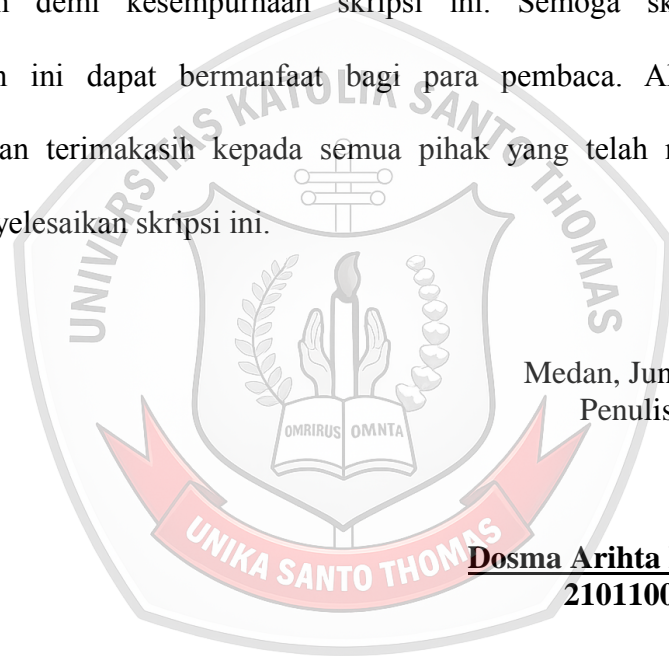 demi kesempurnaan skripsi ini. Semoga
ini dapat bermanfaat bagi para pembaca.
terimakasih kepada semua pihak yang telah
yelesaikan skripsi ini.
UNIVERSITAS KATOLIK SANTO THOMAS
OMRIRUS OMNTA
Medan, Jun
Penulis
UNIKA SANTO THOMAS
Dosma Arihta
2101100